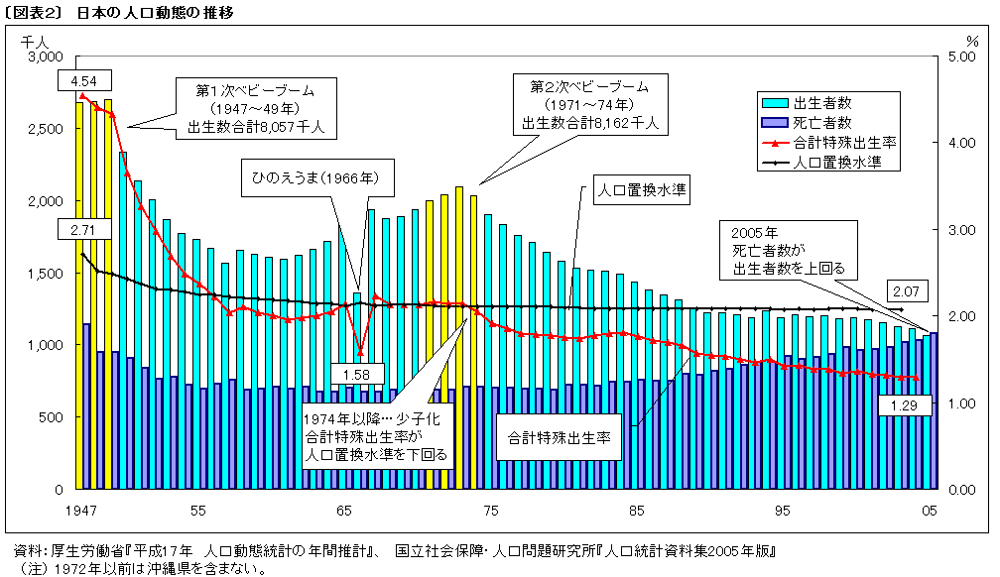 〔図表2〕 日本の人口動態の推移
千人
%
3,000
2,500
2,000
1,500
1,000
500
0
5.00
4.00
3.00
2.00
1.00
0.00
4.54
2.71
第1次ベビーブーム
(1947～49年)
出生数合計8,057千人
ひのえうま(1966年)
第2次ベビーブーム
(1971～74年)
出生数合計8,162千人
人口置換水準
出生者数
死亡者数
合計特殊出生率
人口置換水準
2005年
死亡者数が
出生者数を上回る
2.07
1.58
1974年以降…少子化
合計特殊出生率が
人口置換水準を下回る
合計特殊出生率
1.29
1947
55
65
75
85
95
05
資料：厚生労働省『平成17年 人口動態統計の年間推計』、 国立社会保障・人口問題研究所『人口統計資料集2005年版』
（注）1972年以前は沖縄県を含まない。